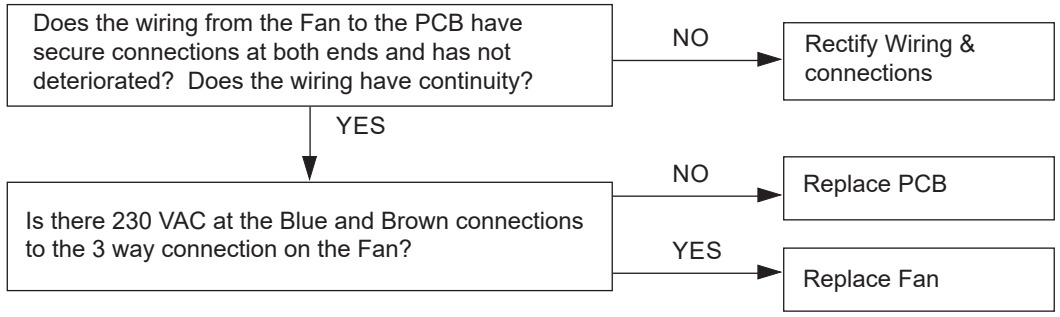 Does the wiring from the Fan to the PCB have
secure connections at both ends and has not
deteriorated?  Does the wiring have continuity?
NO
Rectify Wiring &
connections
YES
Is there 230 VAC at the Blue and Brown connections
to the 3 way connection on the Fan?
NO
Replace PCB
YES
Replace Fan